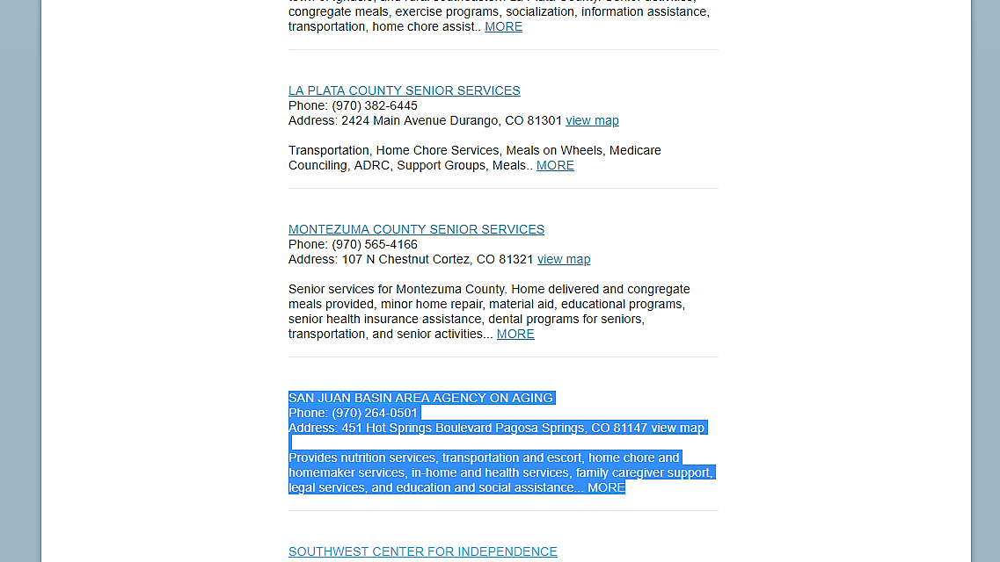 congregate meals, exercise programs, socialization, information assistance,
transportation, home chore assist.. MORE
LA PLATA COUNTY SENIOR SERVICES
Phone: (970) 382-6445
Address: 2424 Main Avenue Durango, CO 81301 view map
Transportation, Home Chore Services, Meals on Wheels, Medicare
Counciling, ADRC, Support Groups, Meals.. MORE
MONTEZUMA COUNTY SENIOR SERVICES
Phone: (970) 565-4166
Address: 107 N Chestnut Cortez, CO 81321 view map
Senior services for Montezuma County. Home delivered and congregate
meals provided, minor home repair, material aid, educational programs,
senior health insurance assistance, dental programs for seniors,
transportation, and senior activities... MORE
SAN JUAN BASIN AREA AGENCY ON AGING
Phone: (970) 264-0501
Address: 451 Hot Springs Boulevard Pagosa Springs, CO 81147 view map
Provides nutrition services, transportation and escort, home chore and
homemaker services, in-home and health services, family caregiver support,
legal services, and education and social assistance... MORE
SOUTHWEST CENTER FOR INDEPENDENCE